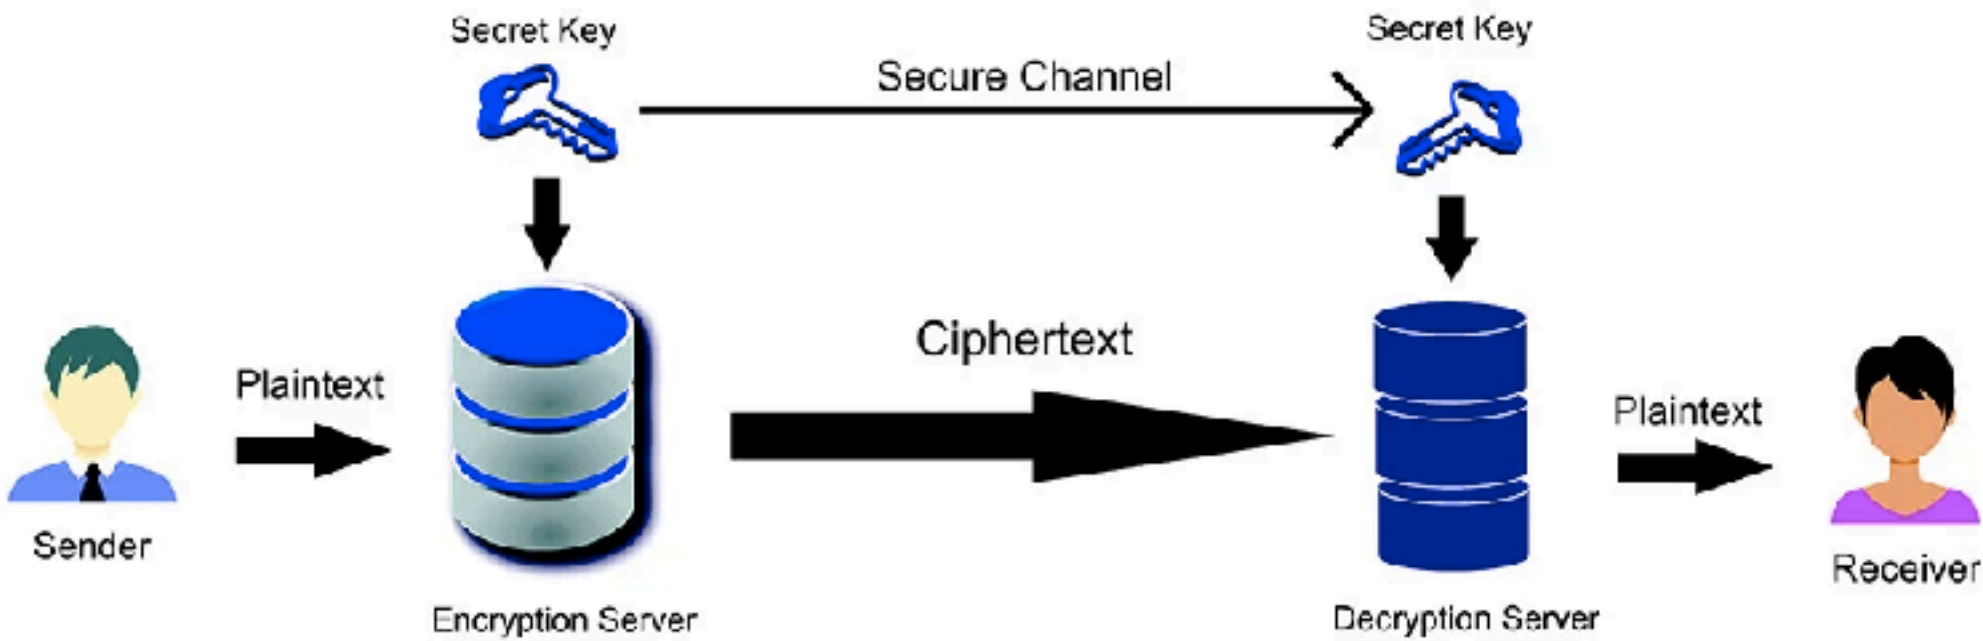 Secret Key
Secure Channel
Secret Key
Ciphertext
Plaintext
Plaintext
Sender
Receiver
Encryption Server
Decryption Server